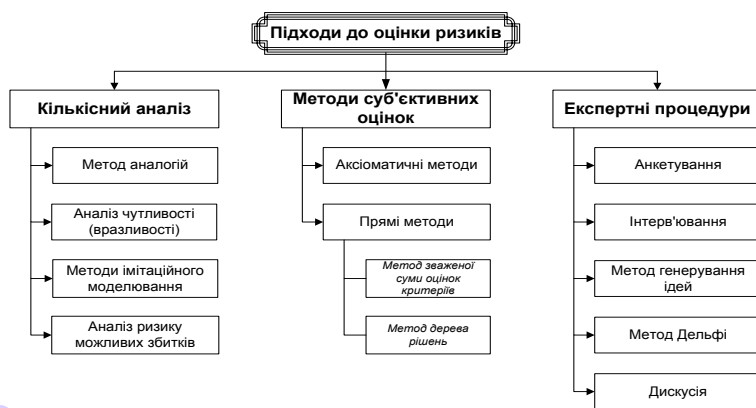 Підходи до оцінки ризиків
Кількісний аналіз
Метод аналогій
Аналіз чутливості
(вразливості)
Методи імітаційного
моделювання
Аналіз ризику
можливих збитків
Методи суб'єктивних
оцінок
Аксіоматичні методи
Прямі методи
Метод зваженої
суми оцінок
критеріїв
Метод дерева
рішень
Експертні процедури
Анкетування
Інтерв'ювання
Метод генерування
ідей
Метод Дельфі
Дискусія